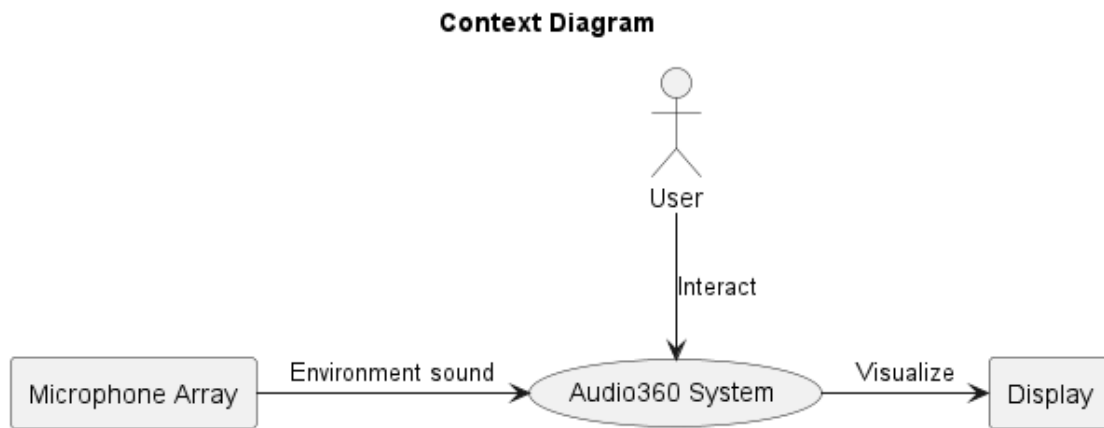 Context Diagram
User
Interact
Environment sound
Visualize
Microphone Array
Audio360 System
Display